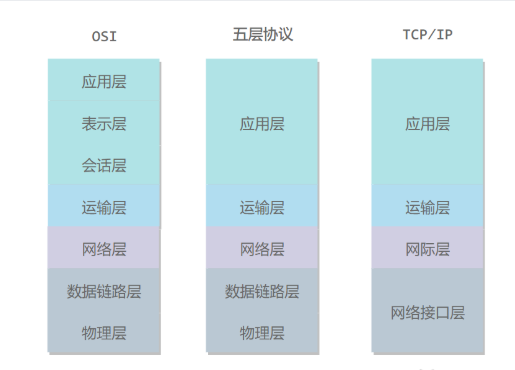 OSI
五层协议
TCP/IP
应用层
表示层
会话层
运输层
网络层
数据链路层
物理层
应用层
运输层
网络层
数据链路层
物理层
应用层
运输层
网际层
网络接口层